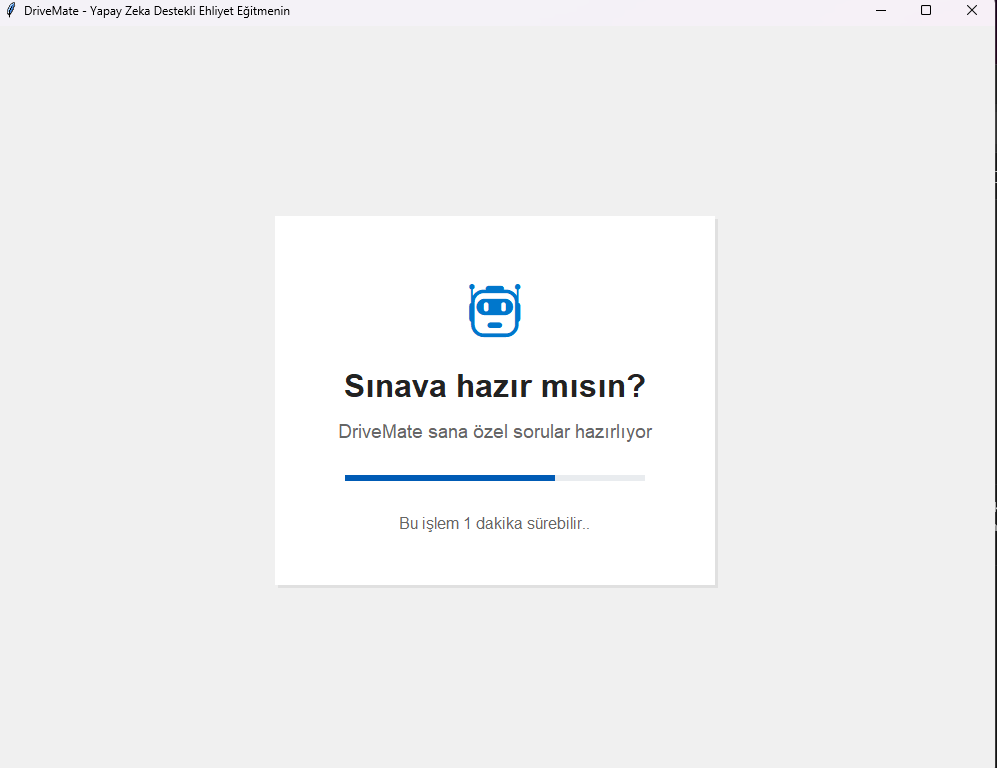 DriveMate - Yapay Zeka Destekli Ehliyet Eğitmenin
Sınava hazır mısın?
DriveMate sana özel sorular hazırlıyor
Bu işlem 1 dakika sürebilir..